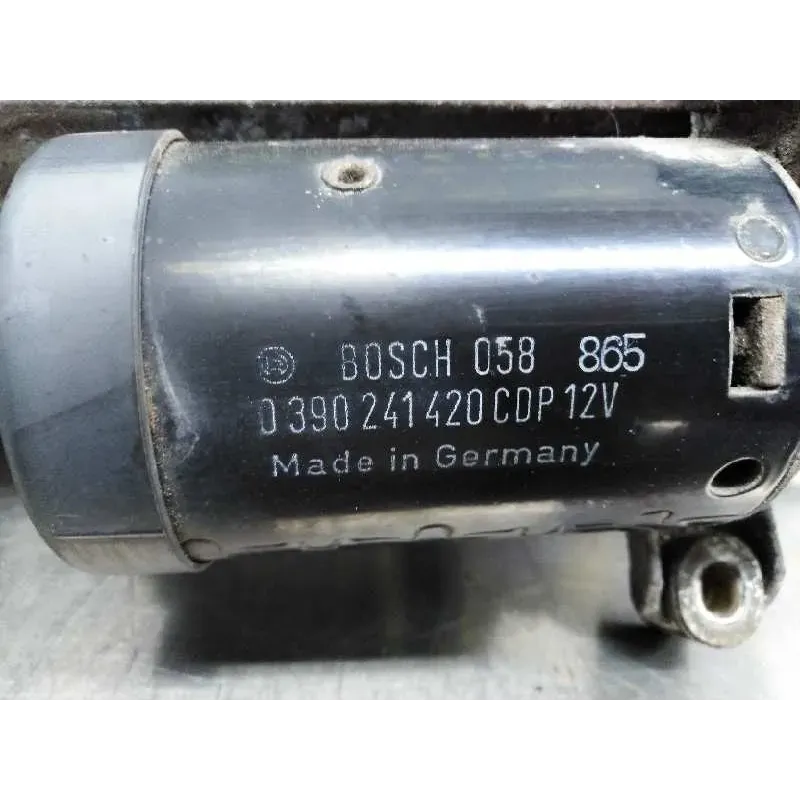 BOSCH 058 865
0 390 241 420 CDP 12V
Made in Germany